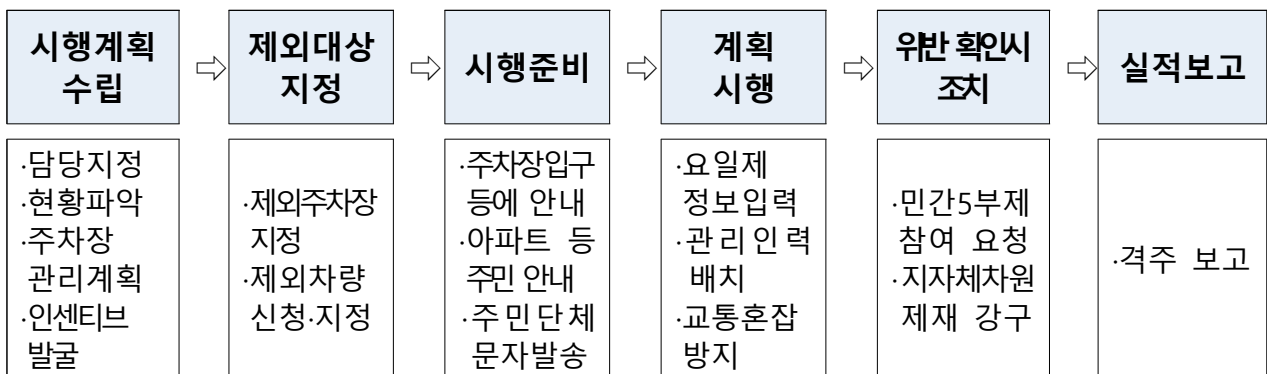 시행계획
수립
⇨
제외대상
지정
⇨
시행준비
⇨
계획
시행
⇨
위반 확인시
조치
⇨
실적보고
·담당지정
·현황파악
·주차장
관리계획
·인센티브
발굴
·제외주차장
지정
·제외차량
신청·지정
·주차장입구
등에 안내
·아파트 등
주민 안내
·주민단체
문자발송
·요일제
정보입력
·관리인력
배치
·교통혼잡
방지
·민간5부제
참여 요청
·지자체차원
제재 강구
·격주 보고